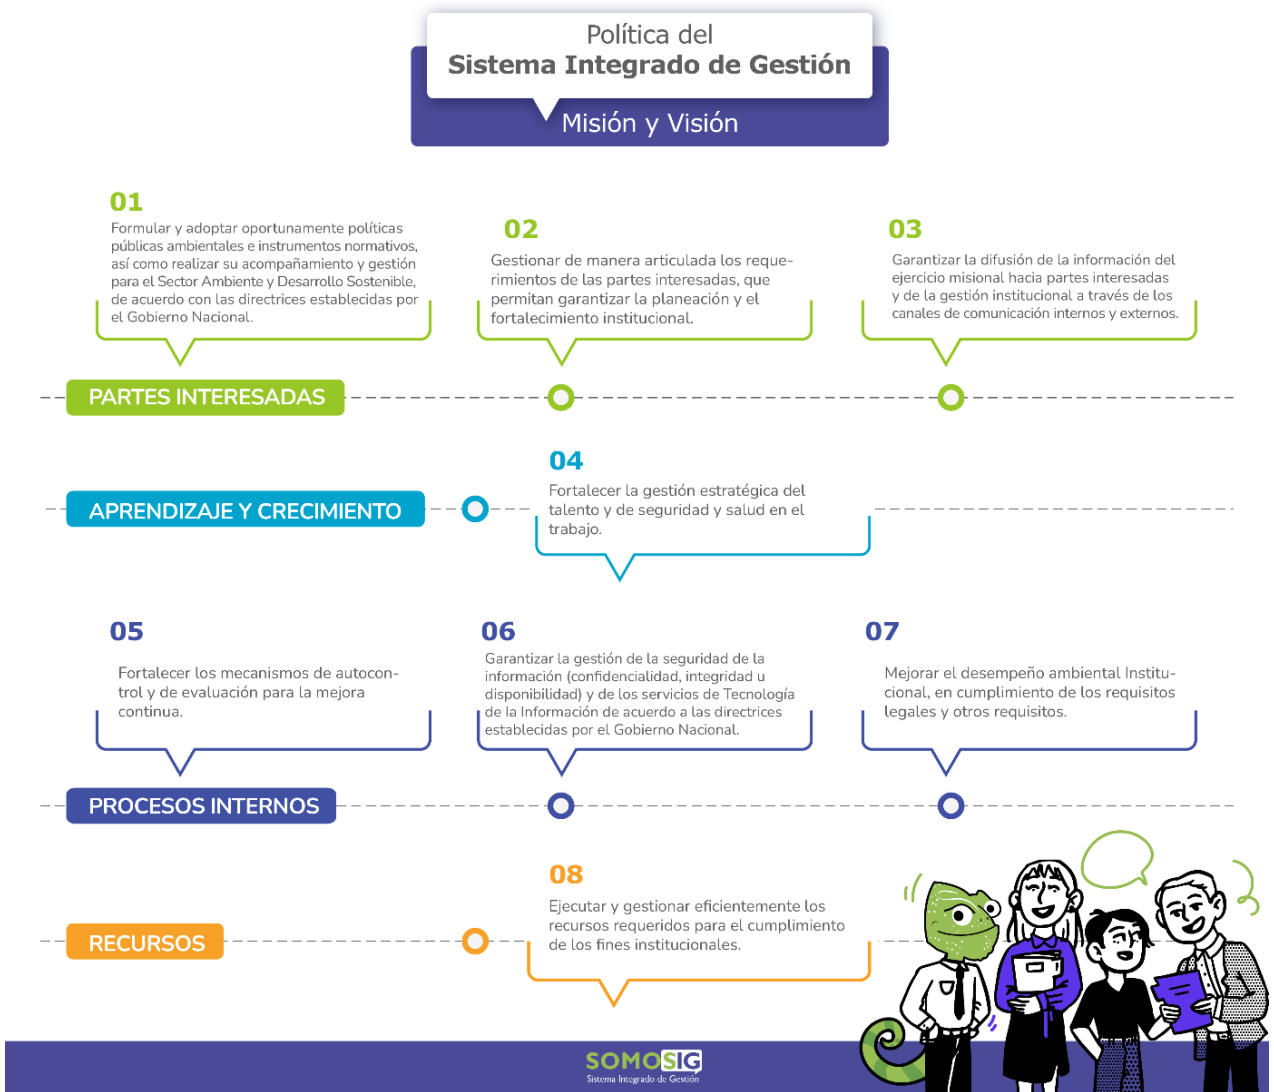 Política del
Sistema Integrado de Gestión
Misión y Visión
01
Formular y adoptar oportunamente políticas
públicas ambientales e instrumentos normativos,
así como realizar su acompañamiento y gestión
para el Sector Ambiente y Desarrollo Sostenible,
de acuerdo con las directrices establecidas por
el Gobierno Nacional.
02
Gestionar de manera articulada los reque-
rimientos de las partes interesadas, que
permitan garantizar la planeación y el
fortalecimiento institucional.
03
Garantizar la difusión de la información del
ejercicio misional hacia partes interesadas
y de la gestión institucional a través de los
canales de comunicación internos y externos.
PARTES INTERESADAS
04
Fortalecer la gestión estratégica del
talento y de seguridad y salud en el
trabajo.
APRENDIZAJE Y CRECIMIENTO
05
Fortalecer los mecanismos de autocon-
trol y de evaluación para la mejora
continua.
06
Garantizar la gestión de la seguridad de la
información (confidencialidad, integridad u
disponibilidad) y de los servicios de Tecnología
de la Información de acuerdo a las directrices
establecidas por el Gobierno Nacional.
07
Mejorar el desempeño ambiental Institu-
cional, en cumplimiento de los requisitos
legales y otros requisitos.
PROCESOS INTERNOS
08
Ejecutar y gestionar eficientemente los
recursos requeridos para el cumplimiento
de los fines institucionales.
RECURSOS
SOMOSIG
Sistema Integrado de Gestión